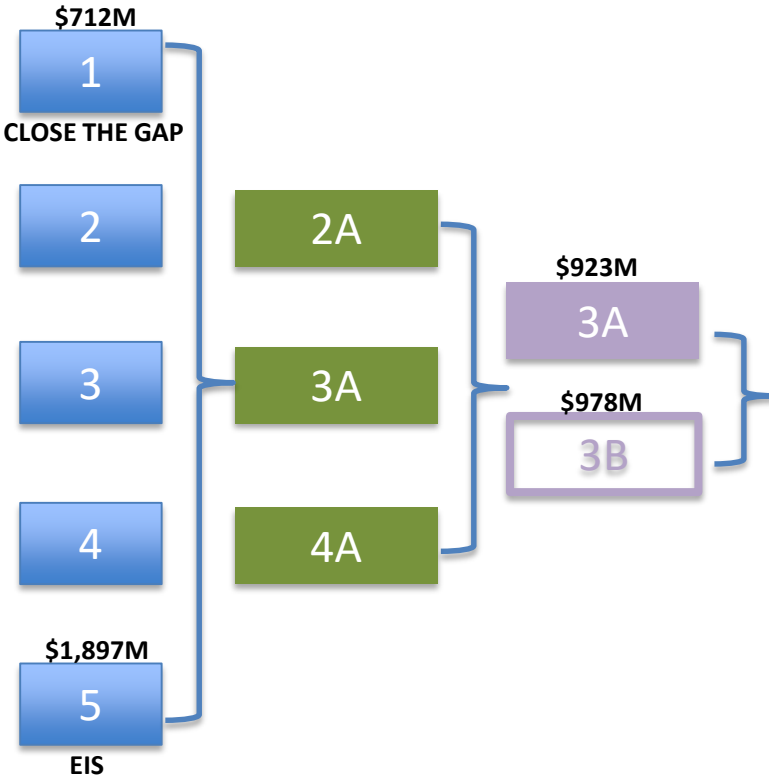 $712M
1
CLOSE THE GAP
2
3
4
$1,897M
5
EIS
2A
3A
4A
$923M
3A
$978M
3B